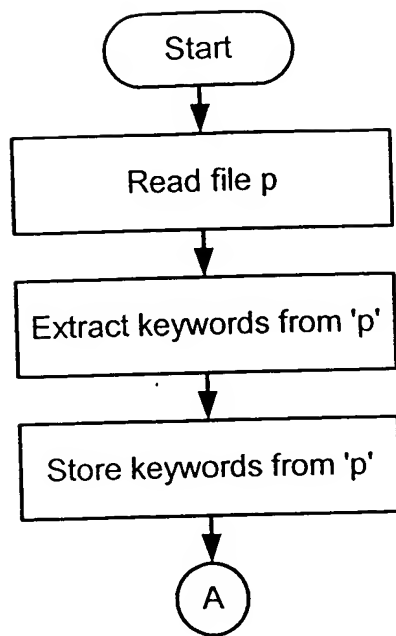 Start
Read file p
Extract keywords from 'p'
Store keywords from 'p'
A